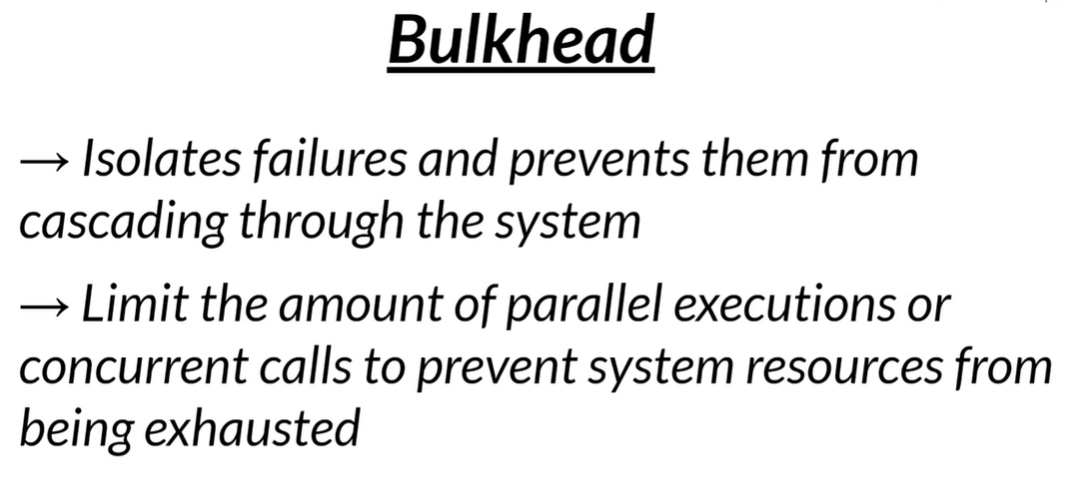 Bulkhead
→ Isolates failures and prevents them from
cascading through the system
→ Limit the amount of parallel executions or
concurrent calls to prevent system resources from
being exhausted